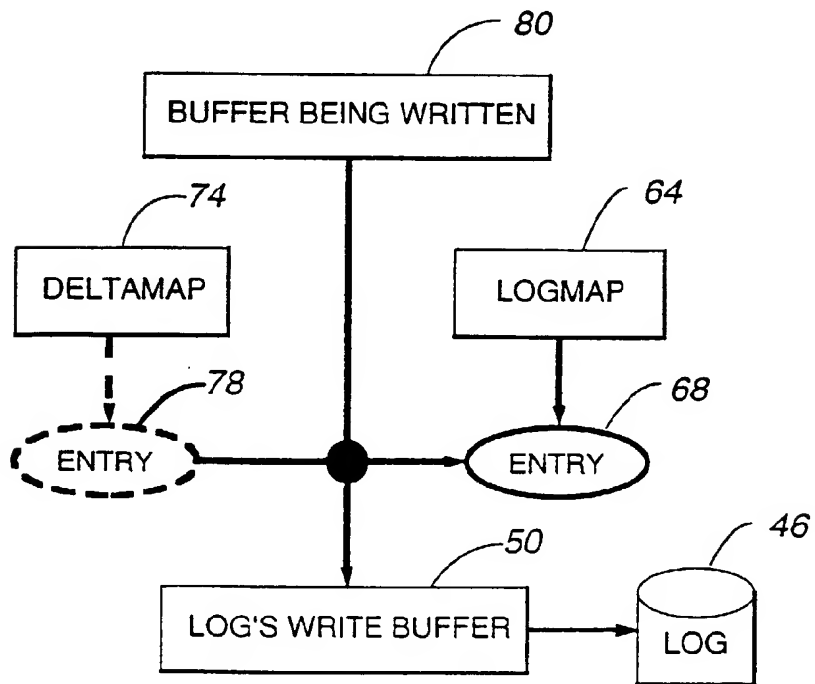 80
BUFFER BEING WRITTEN
74
64
DELTAMAP
LOGMAP
78
68
ENTRY
ENTRY
50
46
LOG'S WRITE BUFFER
LOG